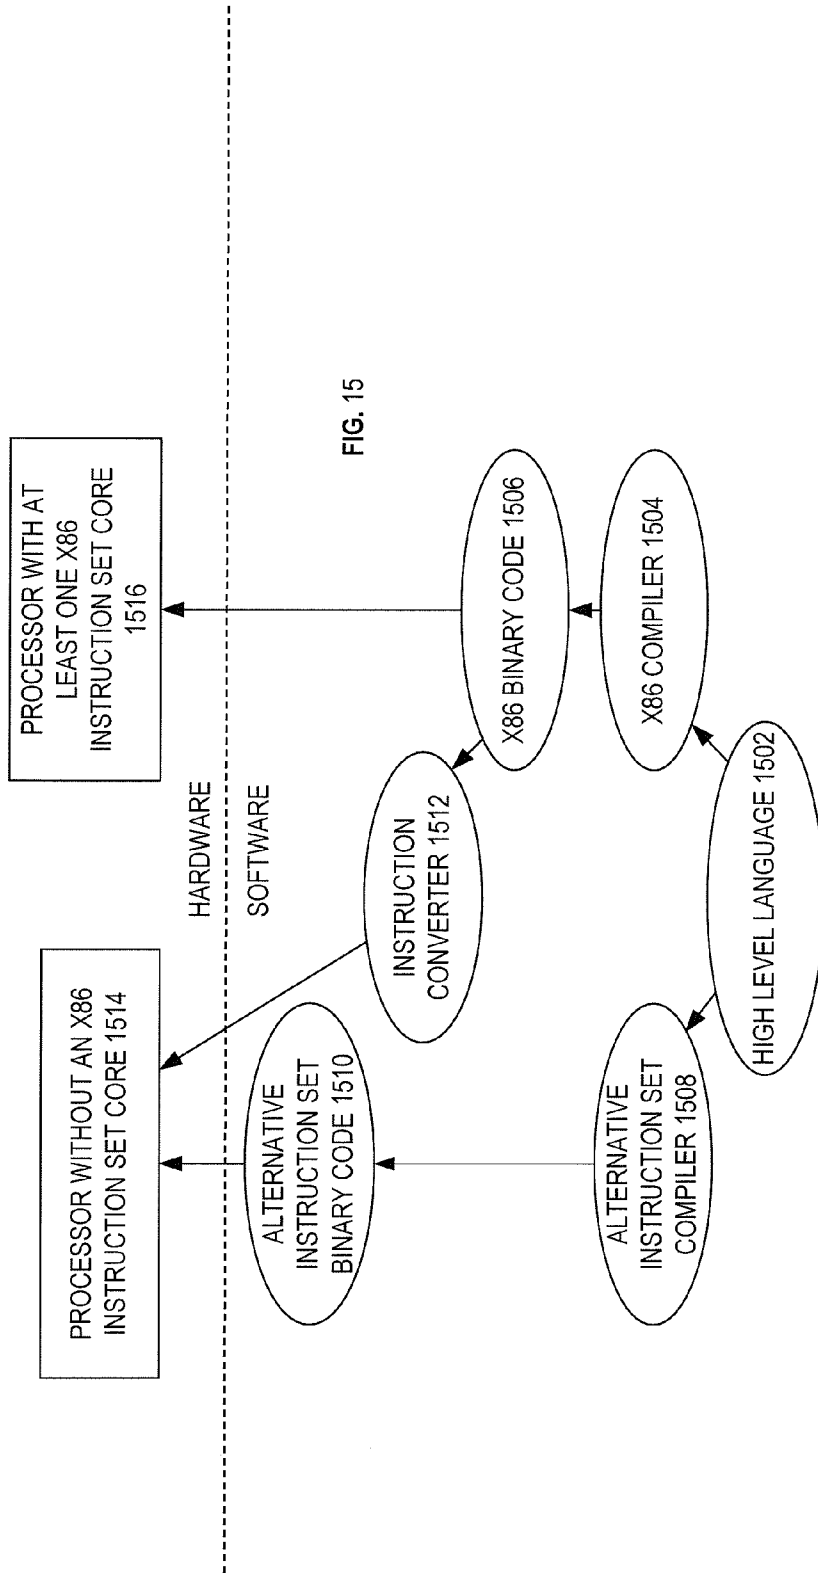 PROCESSOR WITHOUT AN X86
INSTRUCTION SET CORE 1514
PROCESSOR WITH AT
LEAST ONE X86
INSTRUCTION SET CORE
1516
HARDWARE
SOFTWARE
ALTERNATIVE
INSTRUCTION SET
BINARY CODE 1510
INSTRUCTION
CONVERTER 1512
FIG. 15
X86 BINARY CODE 1506
ALTERNATIVE
INSTRUCTION SET
COMPILER 1508
X86 COMPILER 1504
HIGH LEVEL LANGUAGE 1502